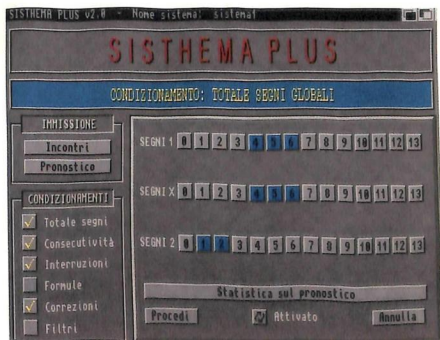 SISTHEMA PLUS v2.0 - Nome sistema: sistema1
SISTHEMA PLUS
CONDIZIONAMENTO: TOTALE SEGNI GLOBALI
IMMISSIONE
Incontri
Pronostico
CONDIZIONAMENTI
Totale segni
Consecutività
Interruzioni
Formule
Correzioni
Filtri
SEGNI 1 0 1 2 3 4 5 6 7 8 9 10 11 12 13
SEGNI X 0 1 2 3 4 5 6 7 8 9 10 11 12 13
SEGNI 2 0 1 2 3 4 5 6 7 8 9 10 11 12 13
Statistica sul pronostico
Procedi Attivato Annulla